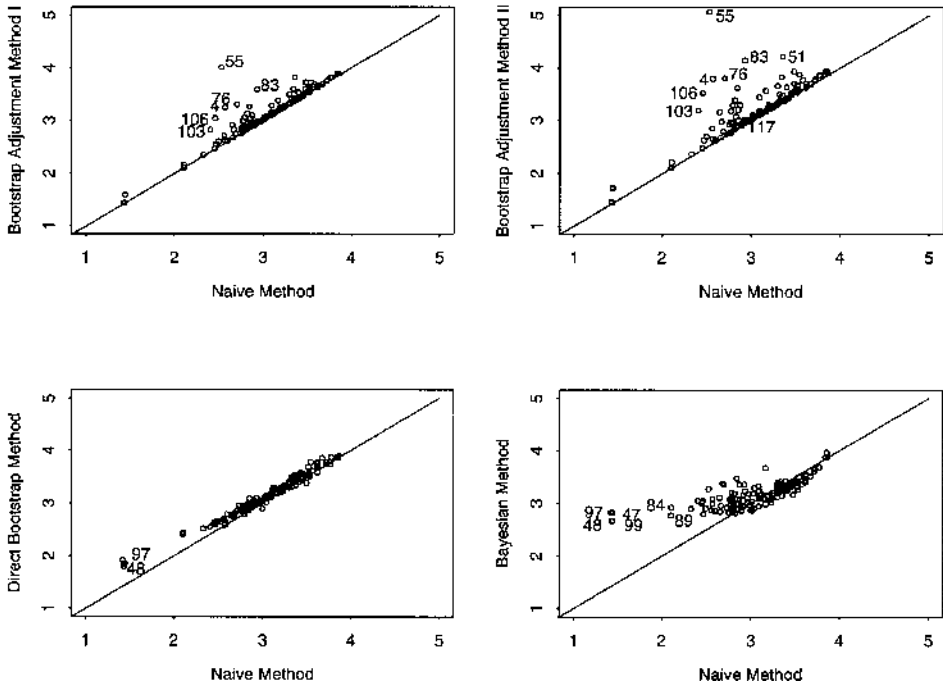 Bootstrap Adjustment Method I
5
4
3
2
1
55
83
76
4
106
103
1 2 3 4 5
Naive Method
Bootstrap Adjustment Method II
5
4
3
2
1
55
83 51
4 76
106
103
117
1 2 3 4 5
Naive Method
Direct Bootstrap Method
5
4
3
2
1
97
48
1 2 3 4 5
Naive Method
Bayesian Method
5
4
3
2
1
97 47 84
48 99 89
1 2 3 4 5
Naive Method